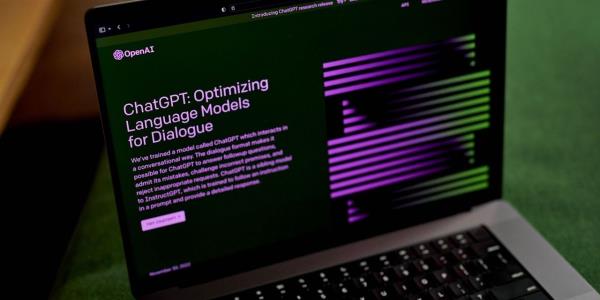 Introducing ChatGPT research release
OpenAI
ChatGPT: Optimizing
Language Models
for Dialogue
We've trained a model called ChatGPT which interacts in
a conversational way. The dialogue format makes it
possible for ChatGPT to answer followup questions,
admit its mistakes, challenge incorrect premises, and
reject inappropriate requests. ChatGPT is a sibling model
to InstructGPT, which is trained to follow an instruction
in a prompt and provide a detailed response.
November 30, 2022